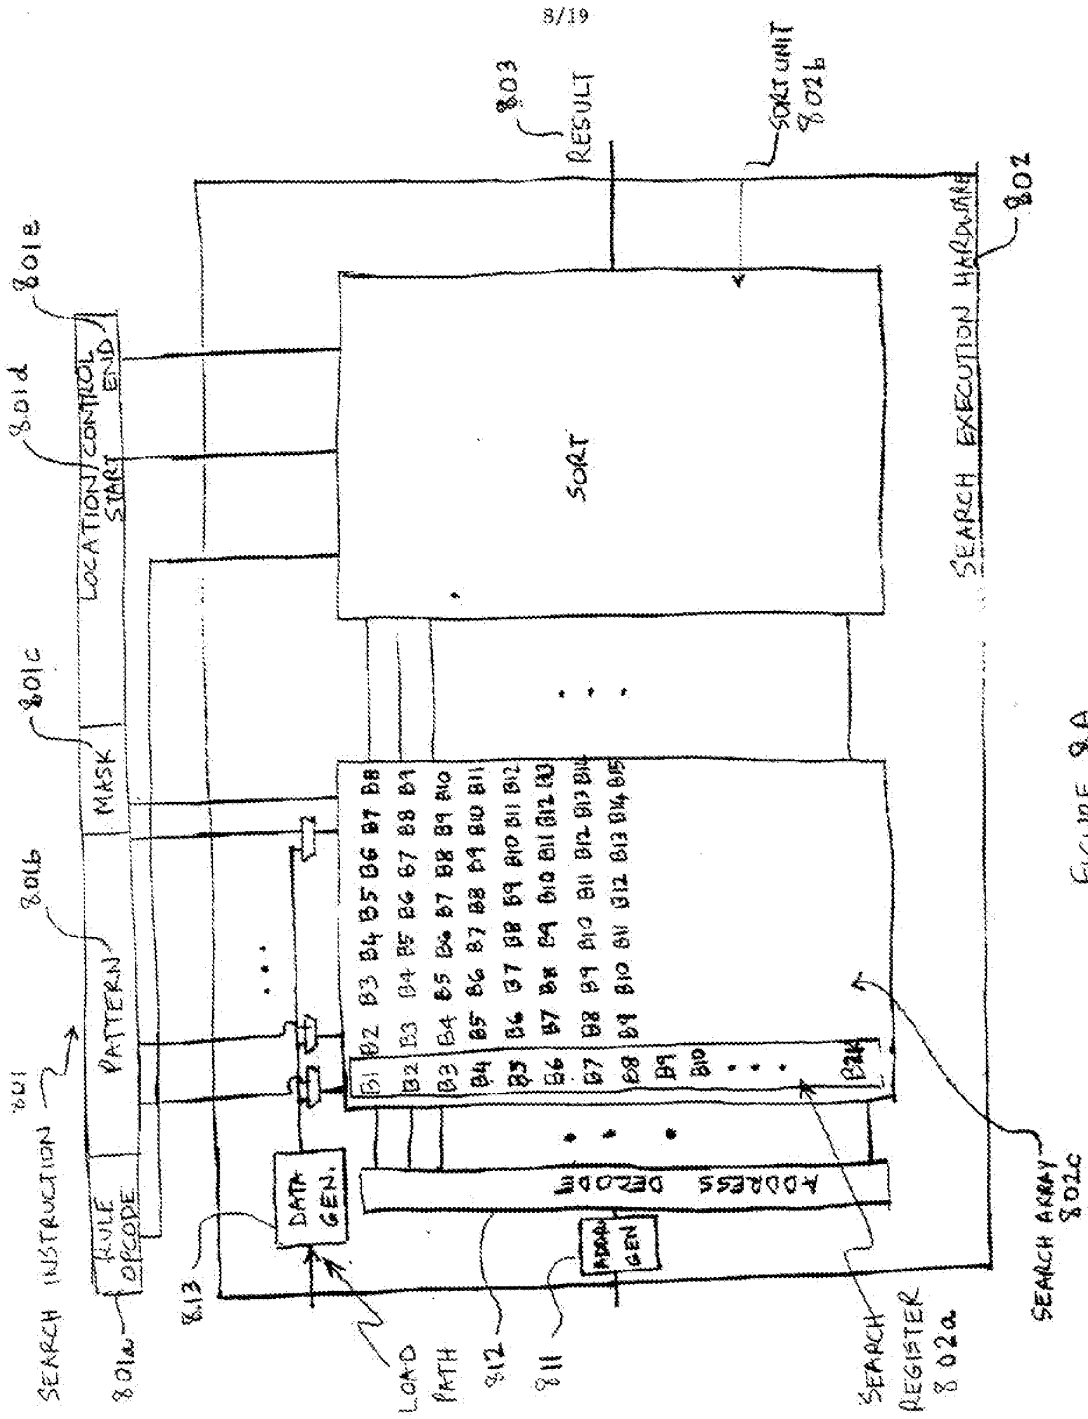 8/19
SEARCH INSTRUCTION
801
801a
801b
801c
801d
801e
RULE
OPCODE
PATTERN
MASK
LOCATION/CONTROL
START
END
813
DATA
GEN.
LOAD
PATH
812
811
ADDR
GEN
ADDRESS DECODE
B1 B2 B3 B4 B5 B6 B7 B8
B2 B3 B4 B5 B6 B7 B8 B9
B3 B4 B5 B6 B7 B8 B9 B10
B4 B5 B6 B7 B8 B9 B10 B11
B5 B6 B7 B8 B9 B10 B11 B12
B6 B7 B8 B9 B10 B11 B12 B13
B7 B8 B9 B10 B11 B12 B13 B14
B8 B9 B10 B11 B12 B13 B14 B15
B9
B10
SORT
803
RESULT
SORT UNIT
802b
SEARCH EXECUTION HARDWARE
802
SEARCH
REGISTER
802a
SEARCH ARRAY
802c
FIGURE 8A